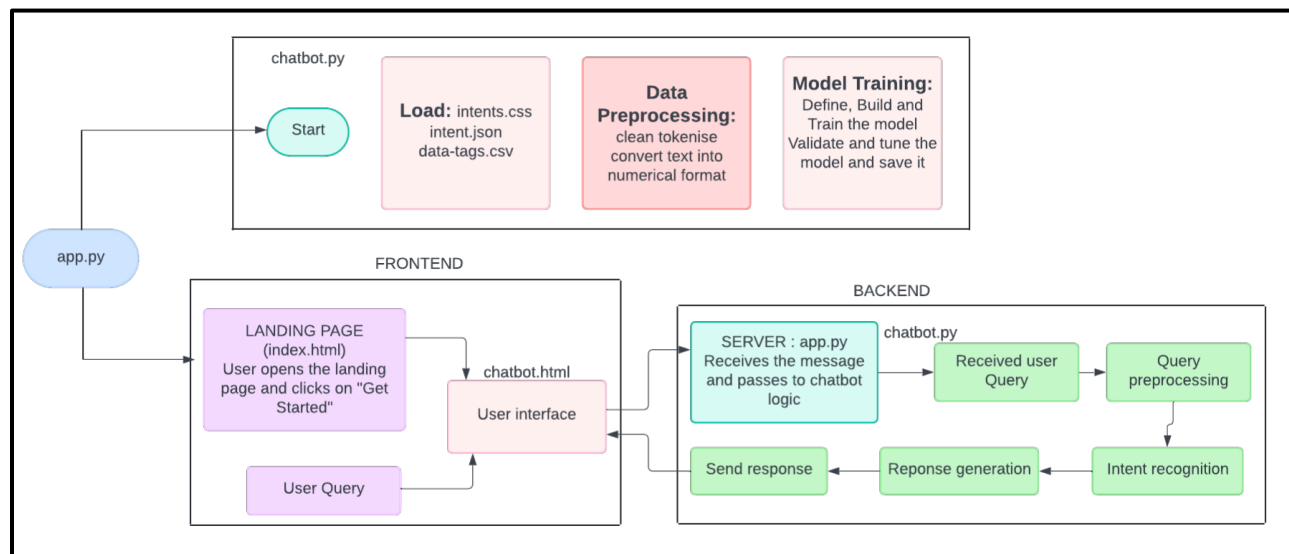 chatbot.py
Start
Load: intents.css
intent.json
data-tags.csv
Data
Preprocessing:
clean tokenise
convert text into
numerical format
Model Training:
Define, Build and
Train the model
Validate and tune the
model and save it
app.py
FRONTEND
LANDING PAGE
(index.html)
User opens the landing
page and clicks on "Get
Started"
chatbot.html
User interface
User Query
BACKEND
SERVER : app.py
Receives the message
and passes to chatbot
logic
chatbot.py
Received user
Query
Query
preprocessing
Intent recognition
Reponse generation
Send response